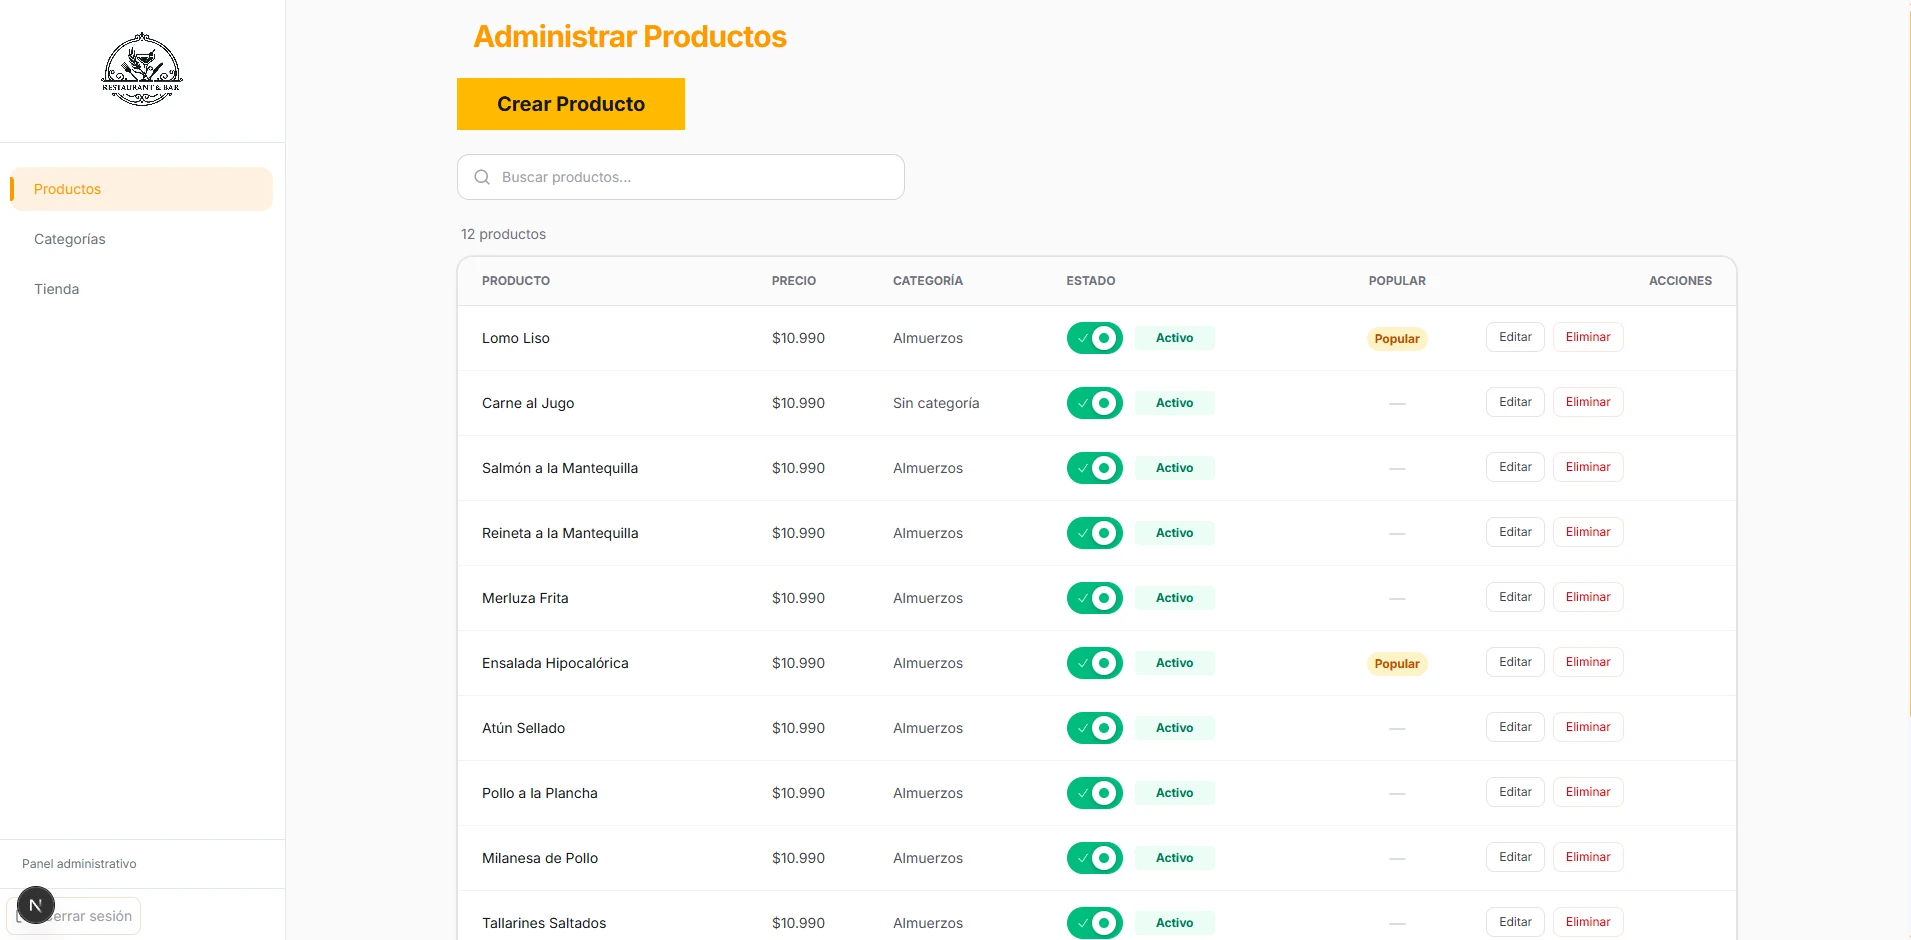 RESTAURANT & BAR
Productos
Categorías
Tienda
Panel administrativo
N
errar sesión
Administrar Productos
Crear Producto
Buscar productos...
12 productos
PRODUCTO PRECIO CATEGORÍA ESTADO POPULAR ACCIONES
Lomo Liso $10.990 Almuerzos Activo Popular Editar Eliminar
Carne al Jugo $10.990 Sin categoría Activo — Editar Eliminar
Salmón a la Mantequilla $10.990 Almuerzos Activo — Editar Eliminar
Reineta a la Mantequilla $10.990 Almuerzos Activo — Editar Eliminar
Merluza Frita $10.990 Almuerzos Activo — Editar Eliminar
Ensalada Hipocalórica $10.990 Almuerzos Activo Popular Editar Eliminar
Atún Sellado $10.990 Almuerzos Activo — Editar Eliminar
Pollo a la Plancha $10.990 Almuerzos Activo — Editar Eliminar
Milanesa de Pollo $10.990 Almuerzos Activo — Editar Eliminar
Tallarines Saltados $10.990 Almuerzos Activo — Editar Eliminar